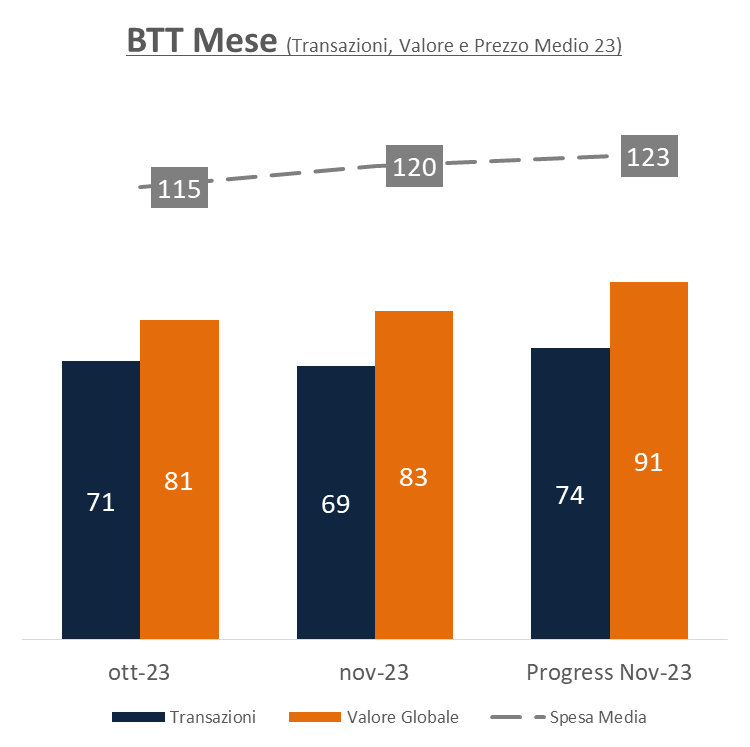 BTT Mese (Transazioni, Valore e Prezzo Medio 23)
115
120
123
71
81
69
83
74
91
ott-23
nov-23
Progress Nov-23
Transazioni
Valore Globale
Spesa Media